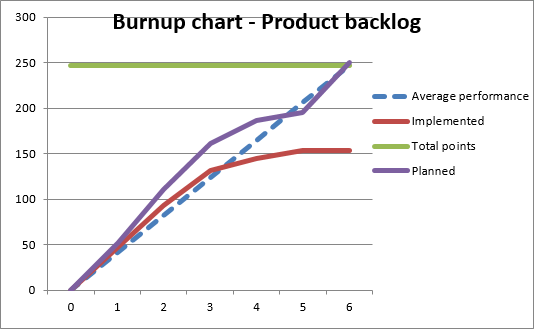 Burnup chart - Product backlog
300
250
200
150
100
50
0
0 1 2 3 4 5 6
Average performance
Implemented
Total points
Planned